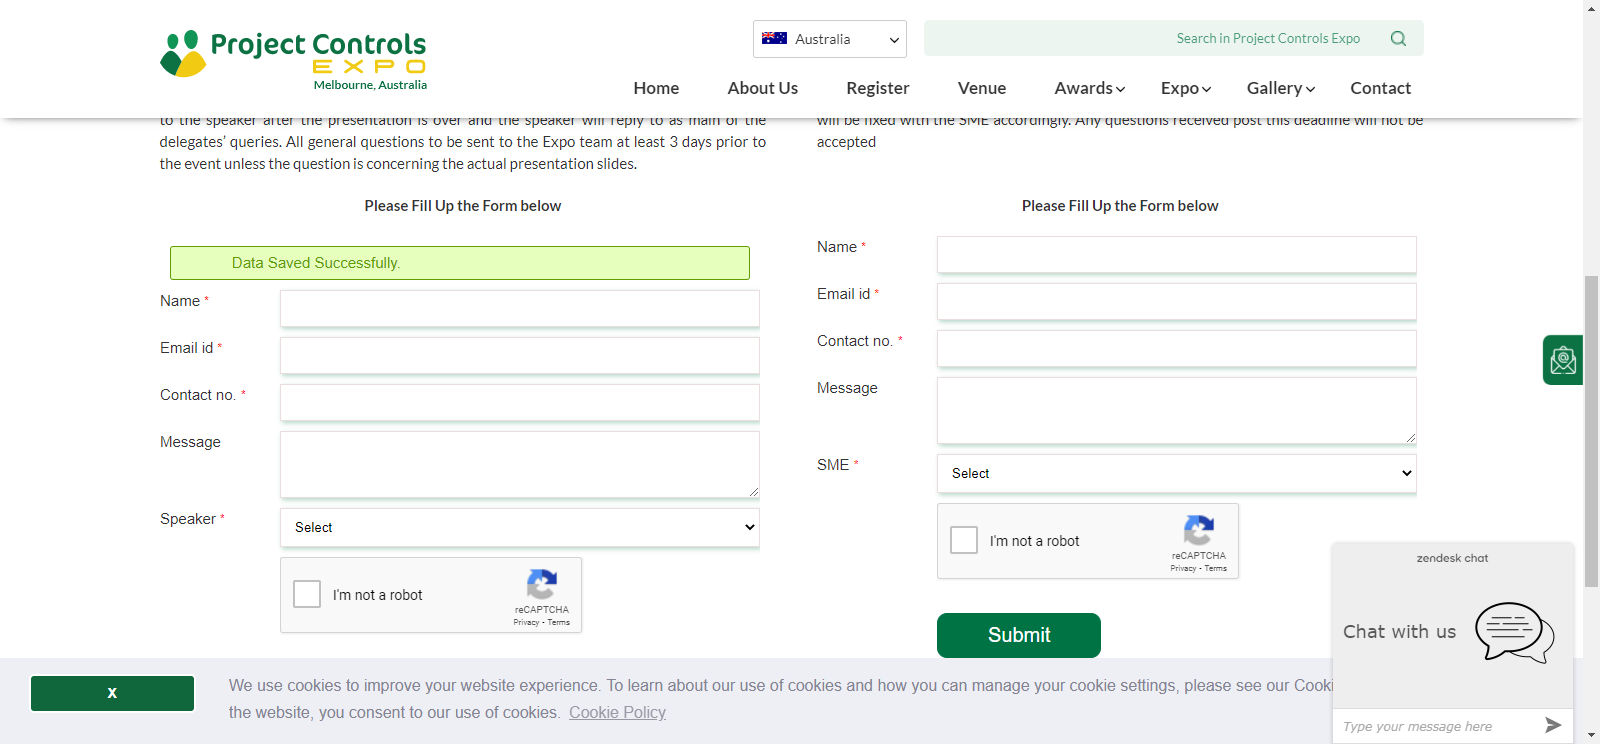 Project Controls
EXPO
Melbourne, Australia
Australia
Search in Project Controls Expo
Home
About Us
Register
Venue
Awards
Expo
Gallery
Contact
to the speaker after the presentation is over and the speaker will reply to as main of the
delegates' queries. All general questions to be sent to the Expo team at least 3 days prior to
the event unless the question is concerning the actual presentation slides.
Please Fill Up the Form below
Data Saved Successfully.
Name *
Email id *
Contact no. *
Message
Speaker *
Select
I'm not a robot
reCAPTCHA
Privacy - Terms
will be fixed with the SME accordingly. Any questions received post this deadline will not be
accepted
Please Fill Up the Form below
Name *
Email id *
Contact no. *
Message
SME *
Select
I'm not a robot
reCAPTCHA
Privacy - Terms
Submit
zendesk chat
Chat with us
Type your message here
x
We use cookies to improve your website experience. To learn about our use of cookies and how you can manage your cookie settings, please see our Cooki
the website, you consent to our use of cookies. Cookie Policy